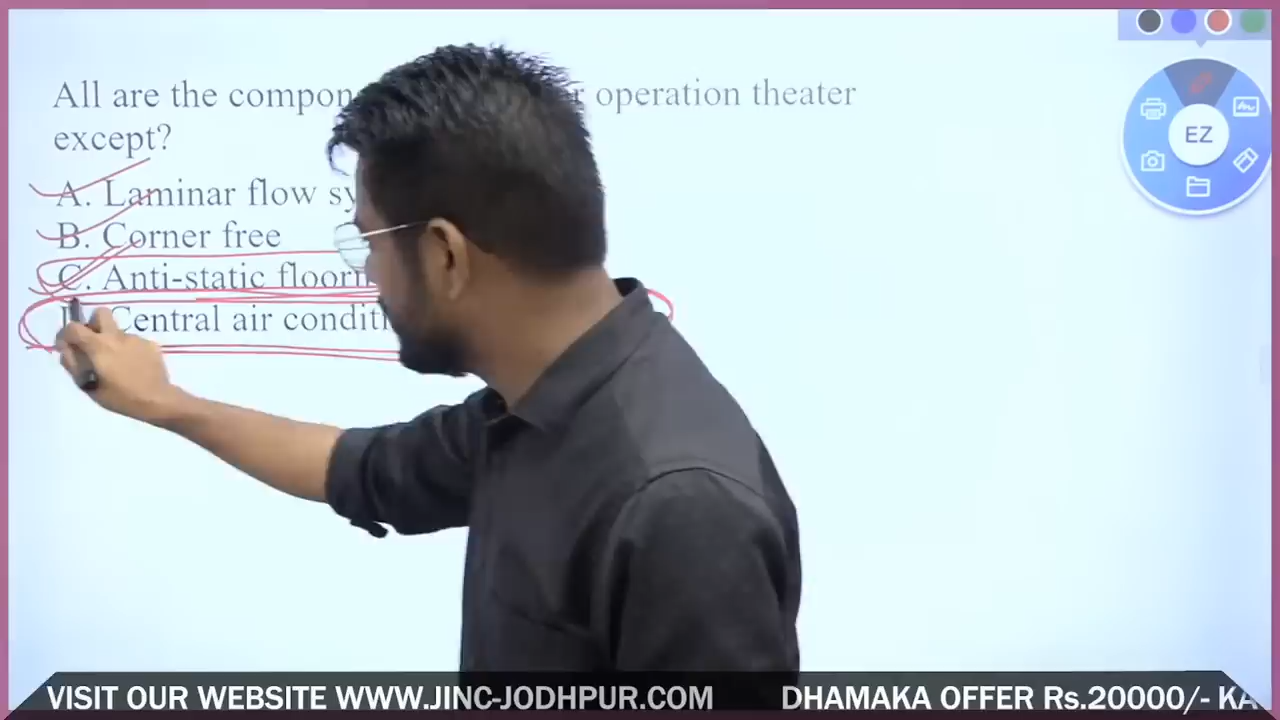 All are the compon r operation theater
except?
A. Laminar flow sy
B. Corner free
C. Anti-static floor
Central air condit
EZ
VISIT OUR WEBSITE WWW.JINC-JODHPUR.COM DHAMAKA OFFER Rs.20000/- KA